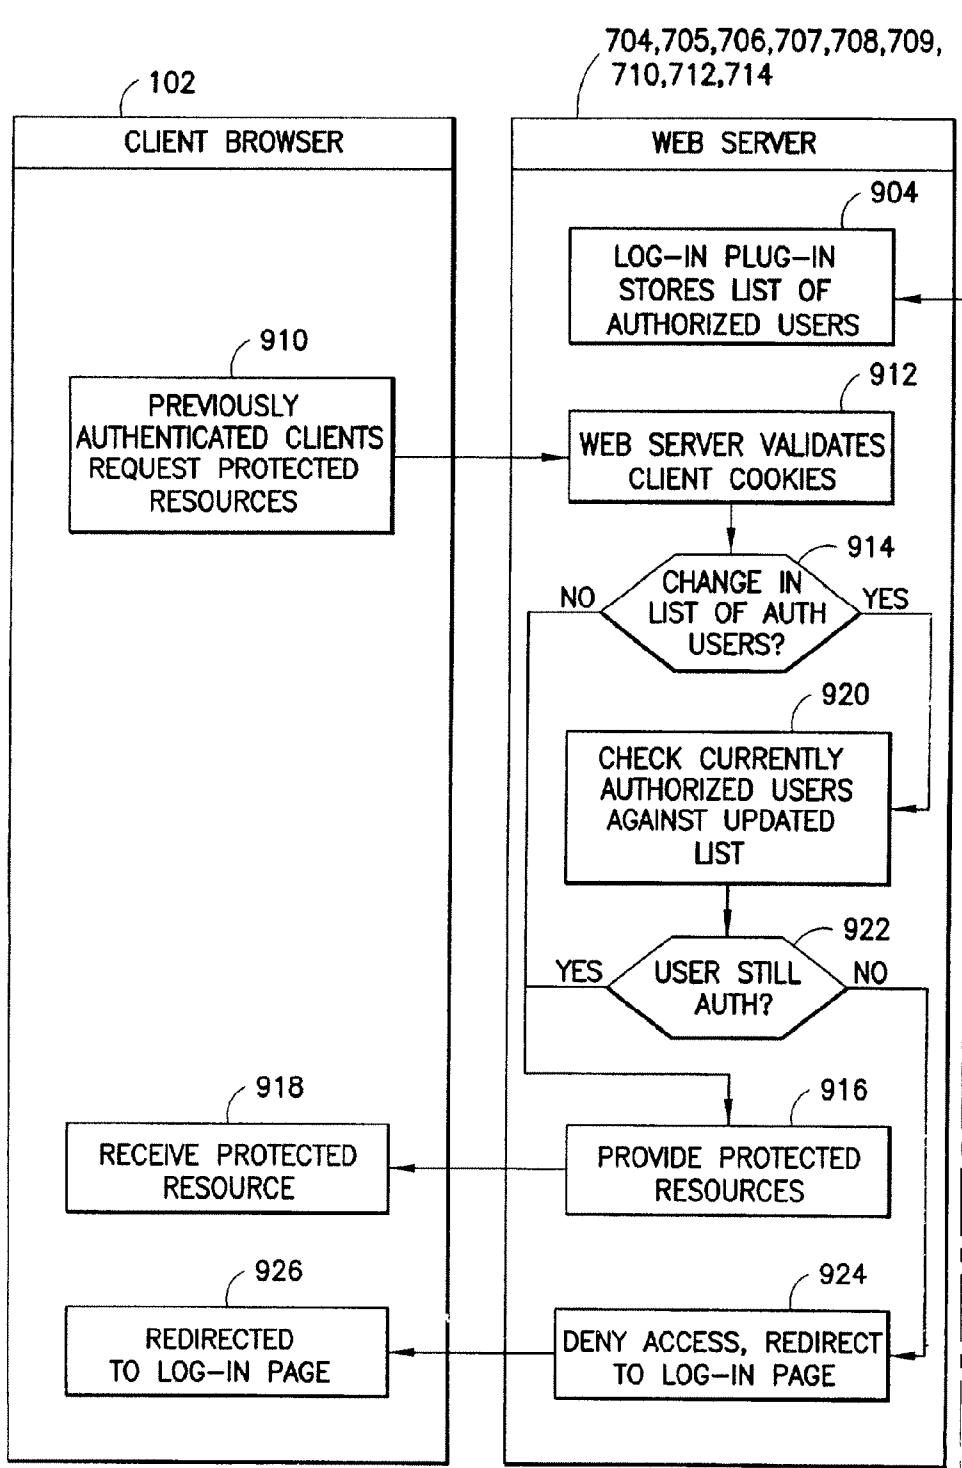 704,705,706,707,708,709,
710,712,714
102
CLIENT BROWSER
WEB SERVER
904
LOG-IN PLUG-IN
STORES LIST OF
AUTHORIZED USERS
910
PREVIOUSLY
AUTHENTICATED CLIENTS
REQUEST PROTECTED
RESOURCES
912
WEB SERVER VALIDATES
CLIENT COOKIES
914
CHANGE IN
LIST OF AUTH
USERS?
NO
YES
920
CHECK CURRENTLY
AUTHORIZED USERS
AGAINST UPDATED
LIST
922
USER STILL
AUTH?
YES
NO
918
RECEIVE PROTECTED
RESOURCE
916
PROVIDE PROTECTED
RESOURCES
926
REDIRECTED
TO LOG-IN PAGE
924
DENY ACCESS, REDIRECT
TO LOG-IN PAGE